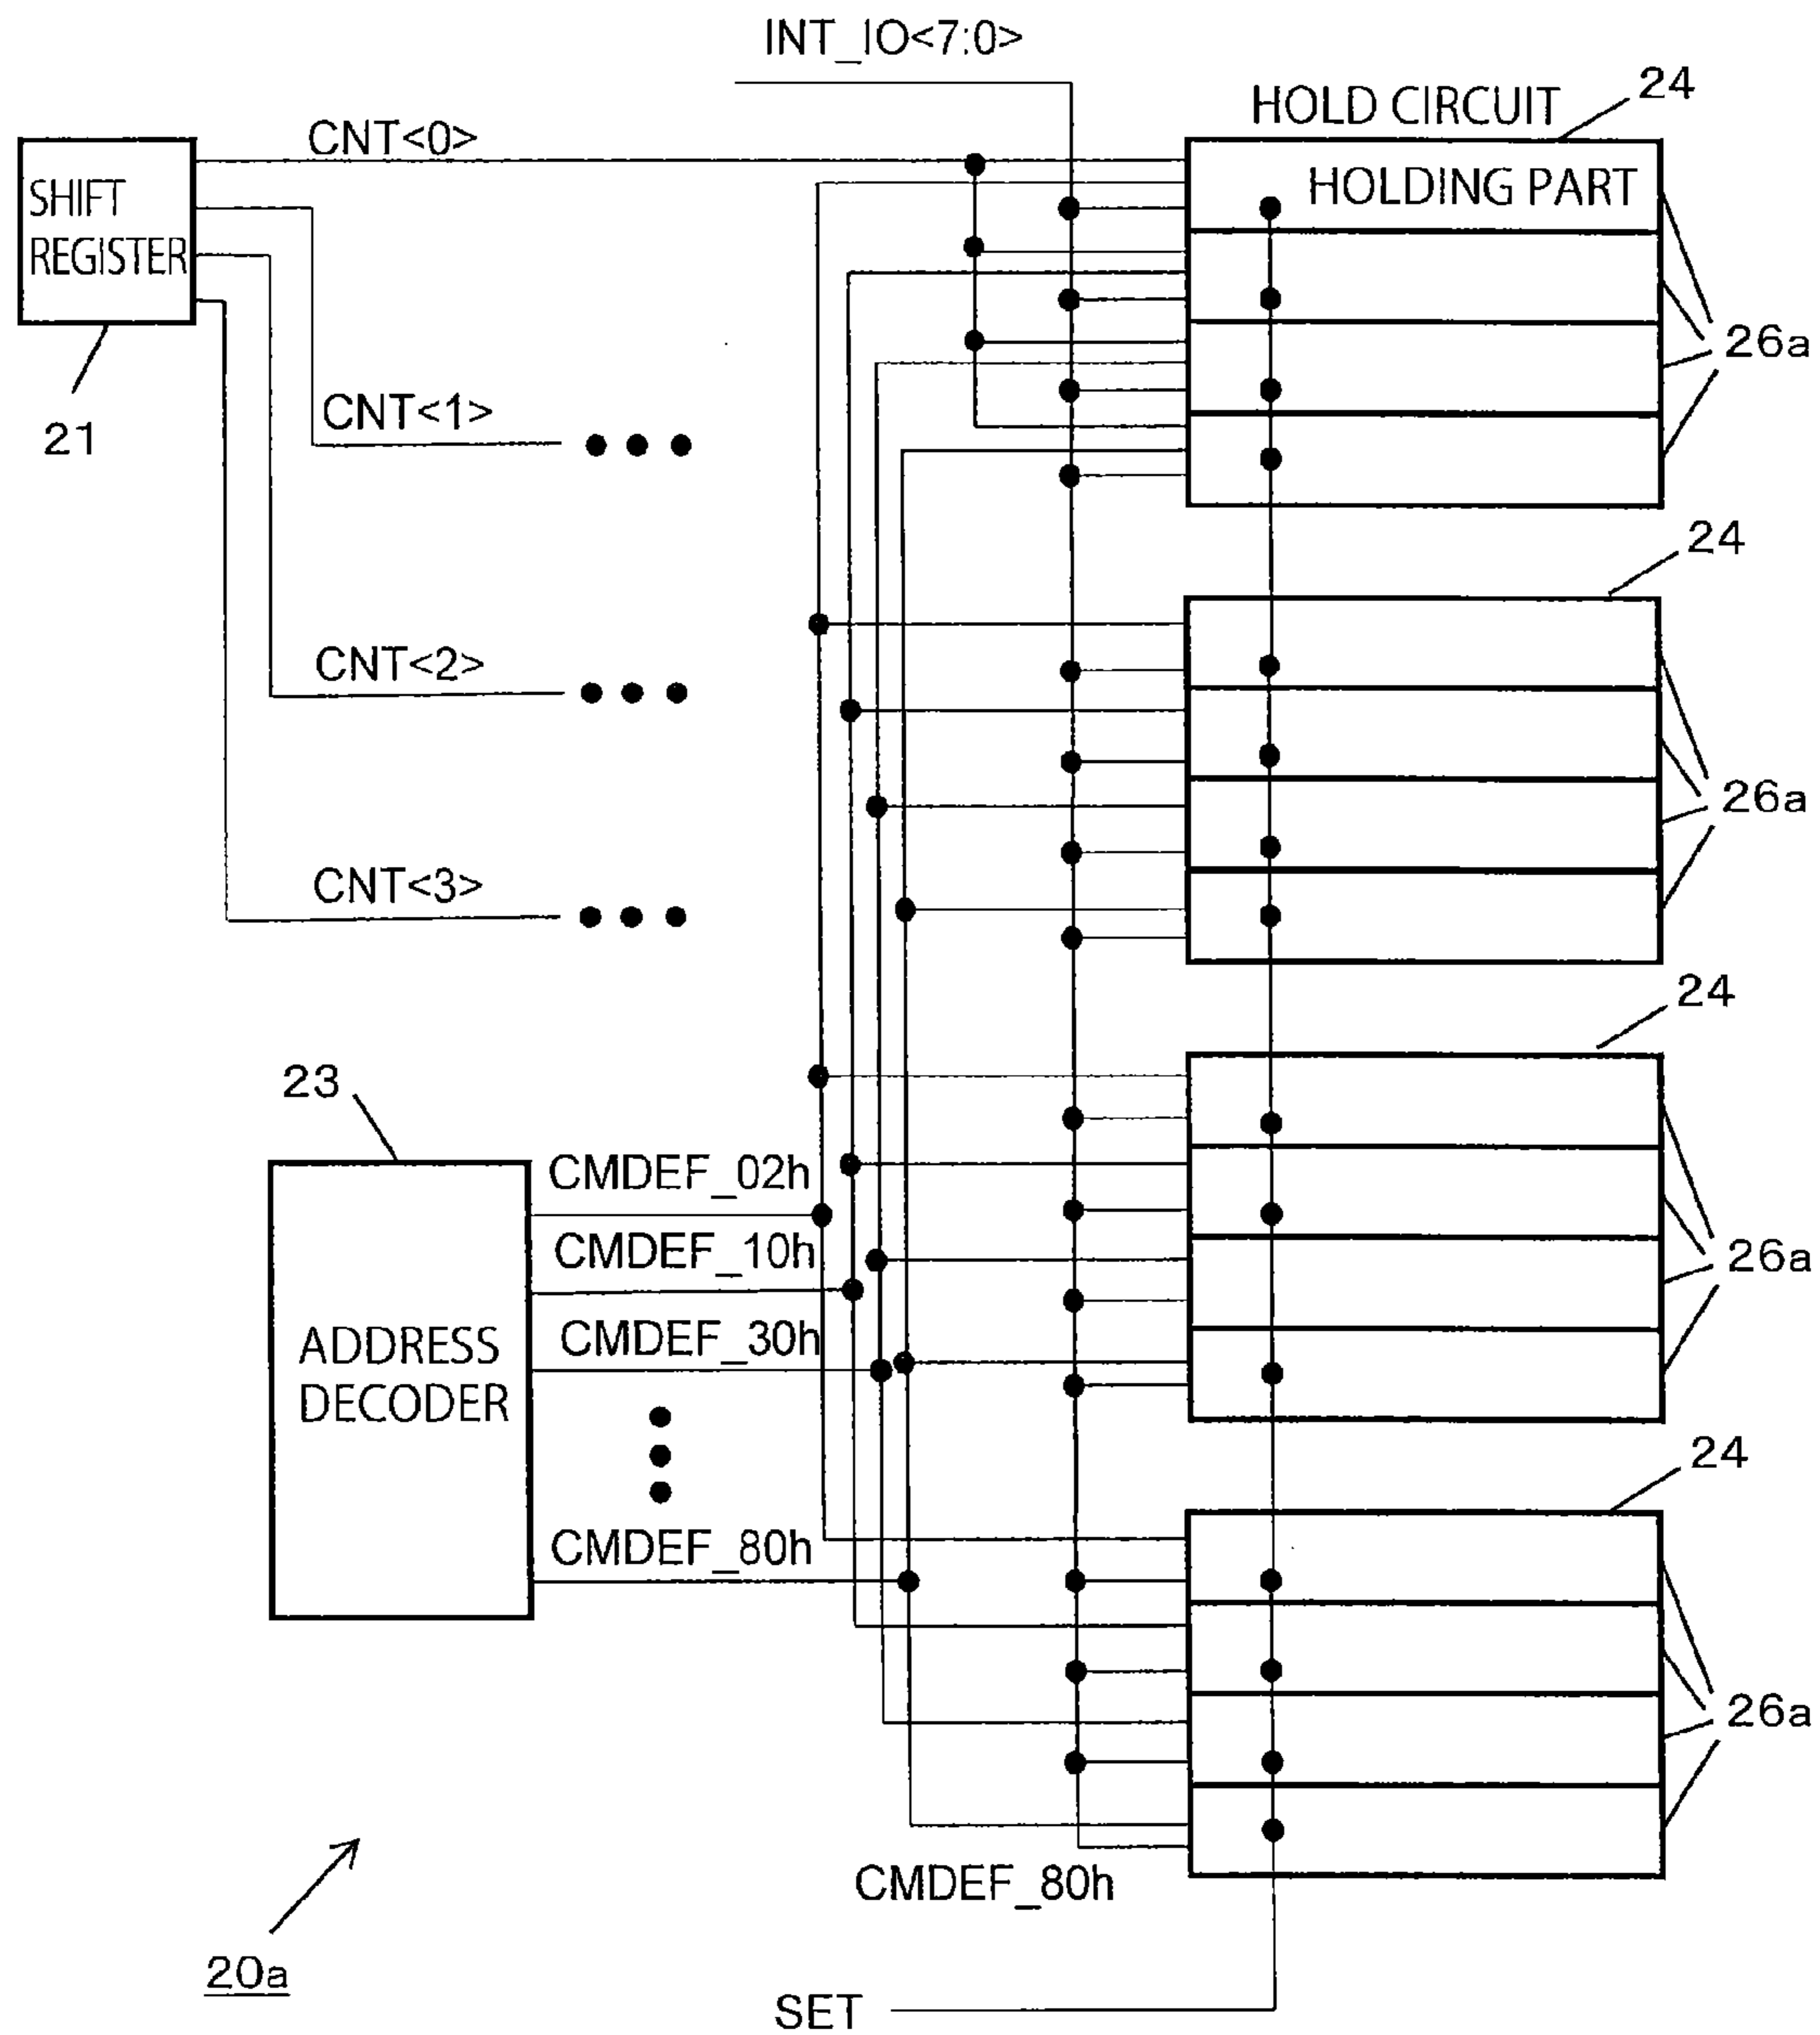 INT_IO<7:0>
24
HOLD CIRCUIT
CNT<0>
SHIFT
REGISTER
HOLDING PART
26a
21
CNT<1>
24
CNT<2>
26a
CNT<3>
24
23
CMDEF_02h
CMDEF_10h
26a
CMDEF_30h
ADDRESS
DECODER
24
CMDEF_80h
26a
CMDEF_80h
20a
SET